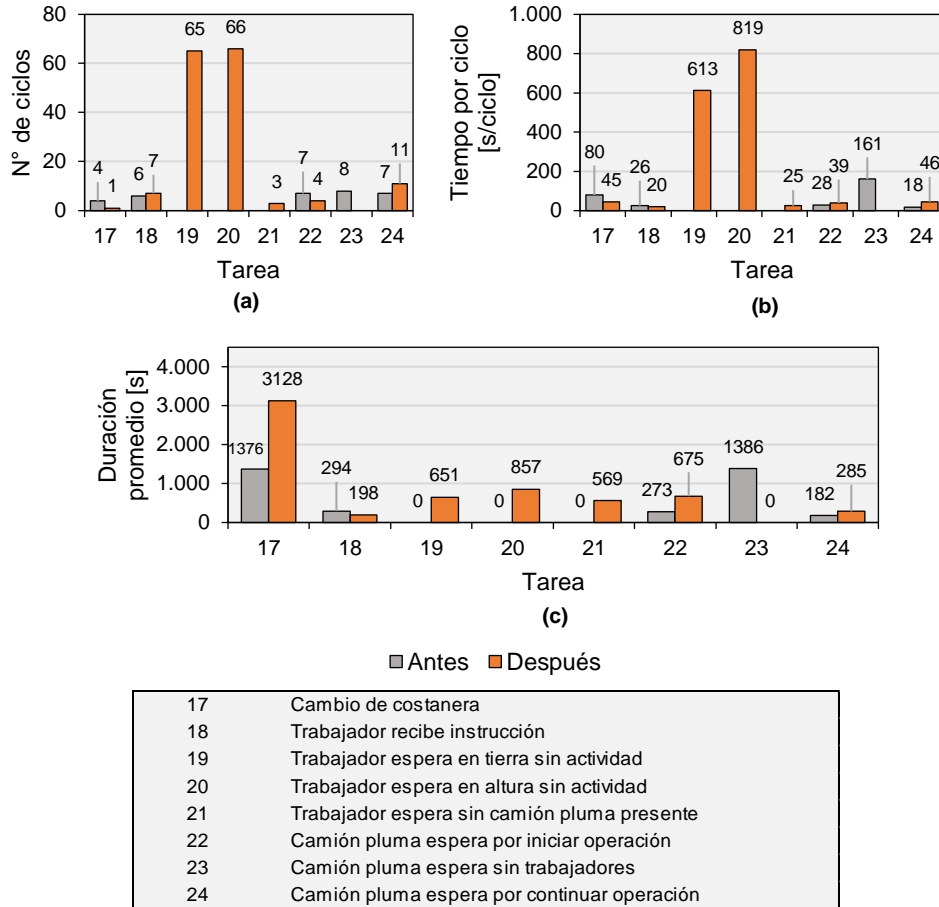 80
60
40
20
0
N° de ciclos
4
1
6
7
65
66
3
7
4
8
7
11
17 18 19 20 21 22 23 24
Tarea
(a)
1.000
800
600
400
200
0
Tiempo por ciclo
[s/ciclo]
80
45
26
20
613
819
25
28
39
161
18
46
17 18 19 20 21 22 23 24
Tarea
(b)
4.000
3.000
2.000
1.000
0
Duración
promedio [s]
1376
3128
294
198
0
651
0
857
0
569
273
675
1386
0
182
285
17 18 19 20 21 22 23 24
Tarea
(c)
Antes Después
17 Cambio de costanera
18 Trabajador recibe instrucción
19 Trabajador espera en tierra sin actividad
20 Trabajador espera en altura sin actividad
21 Trabajador espera sin camión pluma presente
22 Camión pluma espera por iniciar operación
23 Camión pluma espera sin trabajadores
24 Camión pluma espera por continuar operación